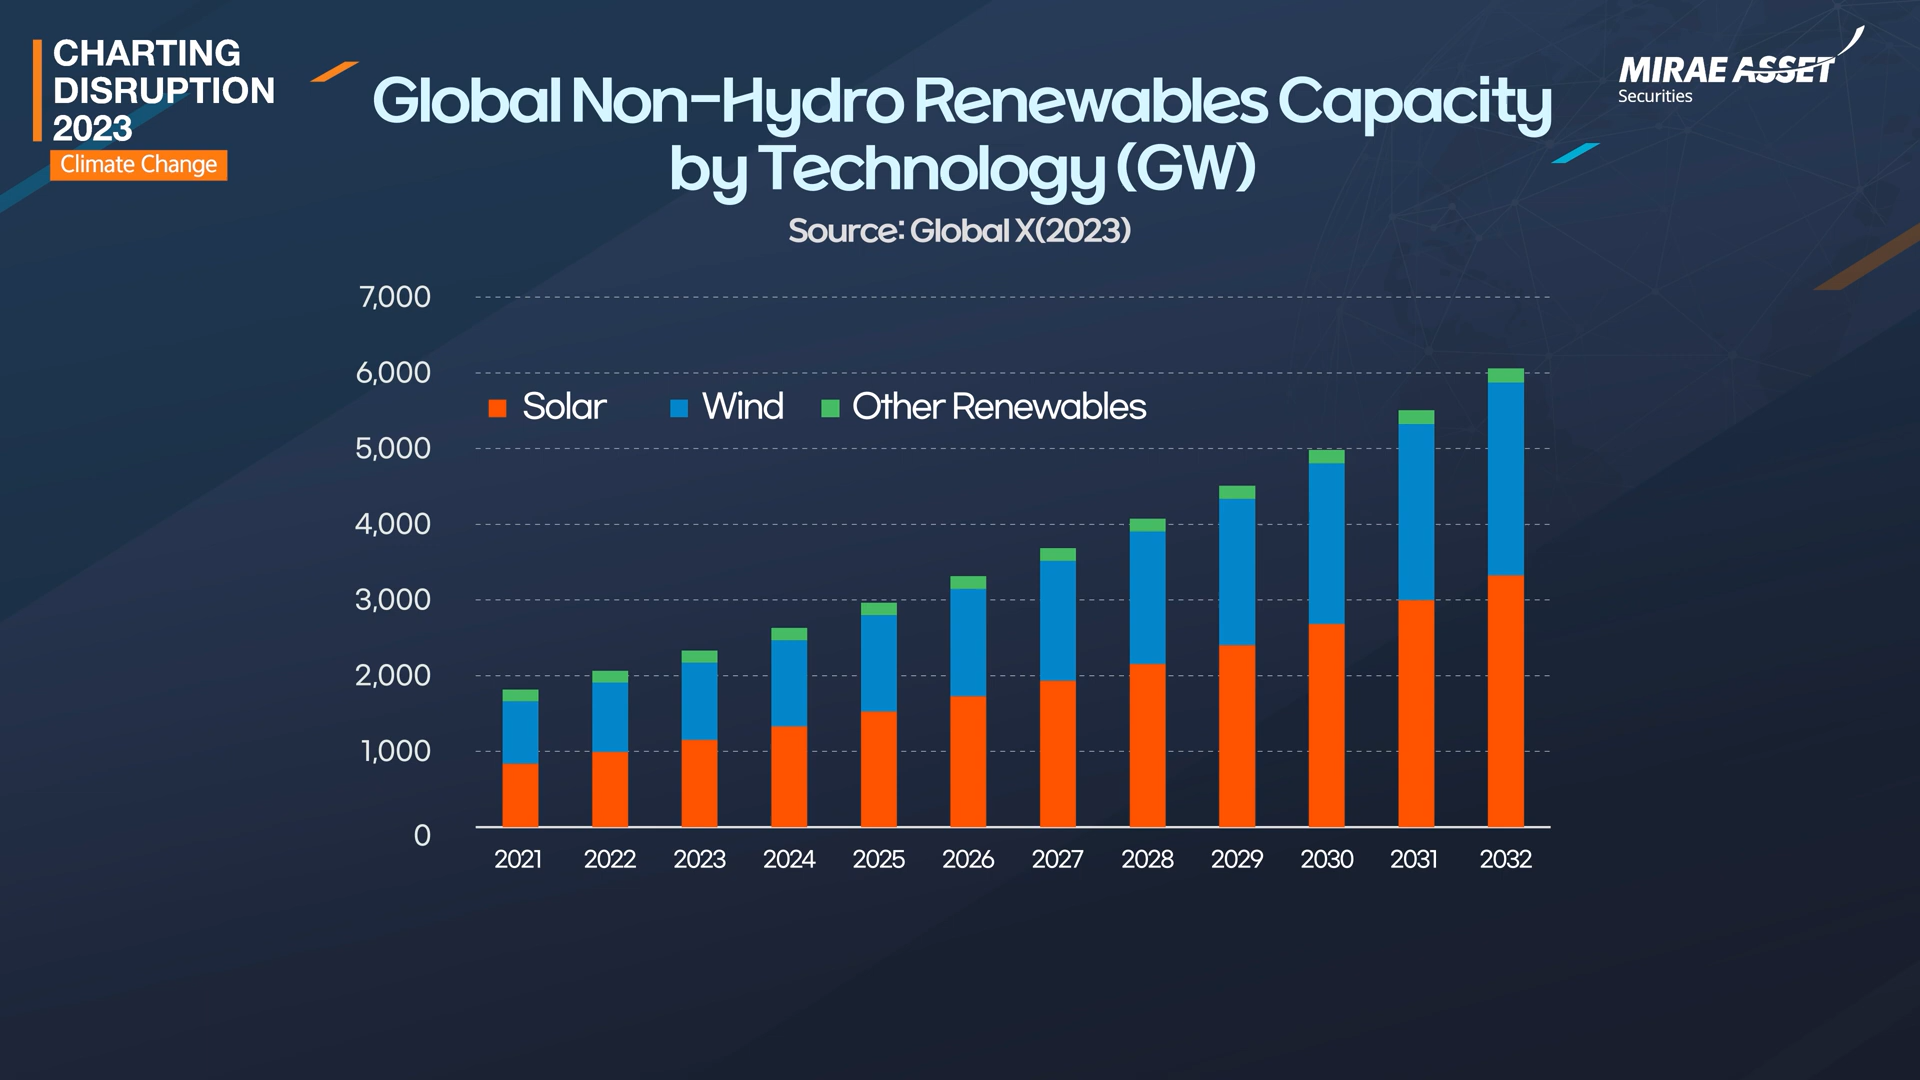 CHARTING
DISRUPTION
2023
Climate Change
Global Non-Hydro Renewables Capacity
by Technology (GW)
Source: Global X(2023)
MIRAE ASSET
Securities
7,000
6,000
Solar Wind Other Renewables
5,000
4,000
3,000
2,000
1,000
0
2021 2022 2023 2024 2025 2026 2027 2028 2029 2030 2031 2032